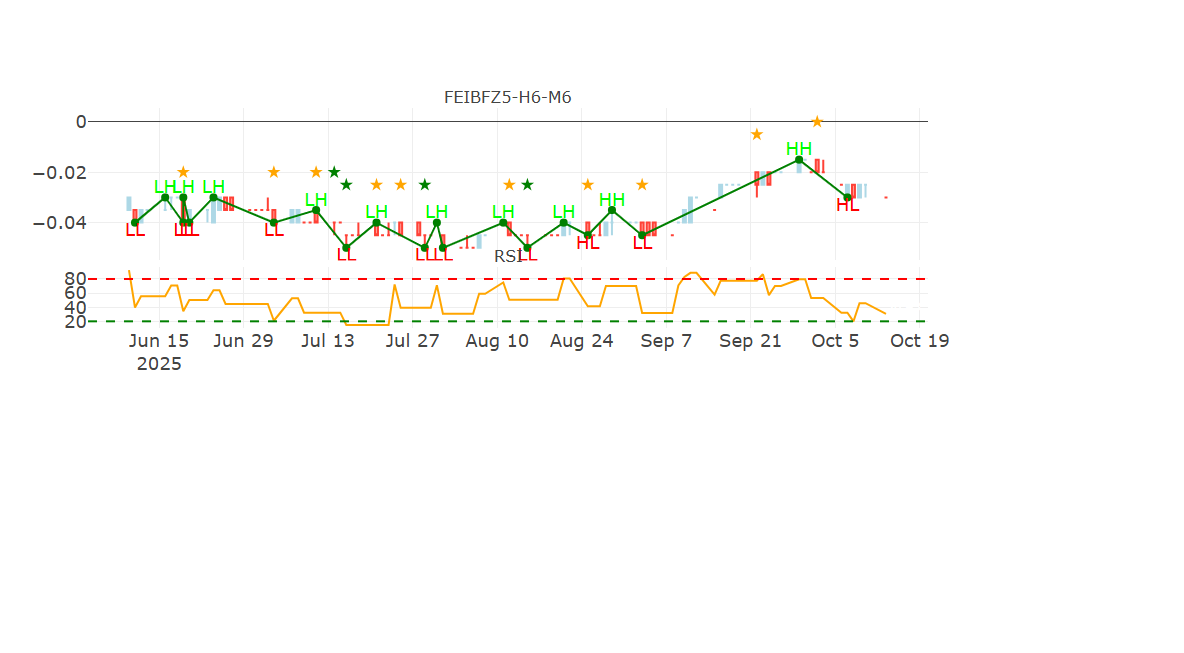 FEIBFZ5-H6-M6
0
−0.02
−0.04
LH LH LH LH LH LH LH LH HH HH
LL LL LL LL LL LL LL LL HL LL HL
RSI
80
60
40
20
Jun 15 Jun 29 Jul 13 Jul 27 Aug 10 Aug 24 Sep 7 Sep 21 Oct 5 Oct 19
2025